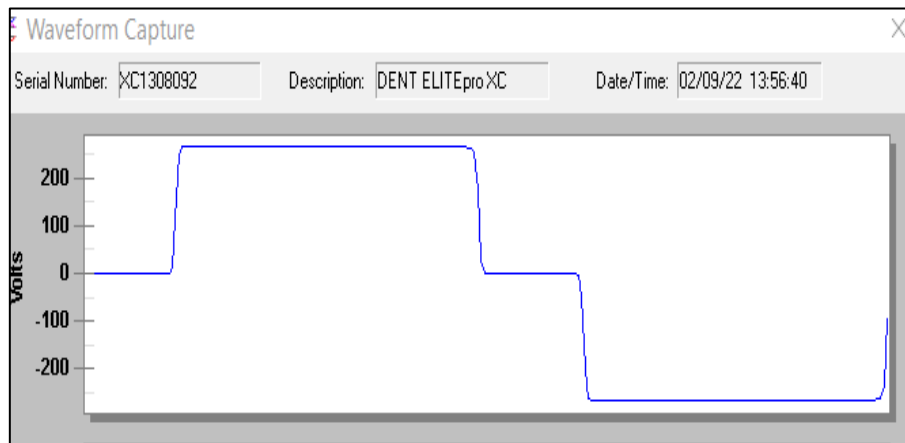 Waveform Capture
Serial Number: XC1308092 Description: DENT ELITEpro XC Date/Time: 02/09/22 13:56:40
200
100
0
-100
-200
Volts